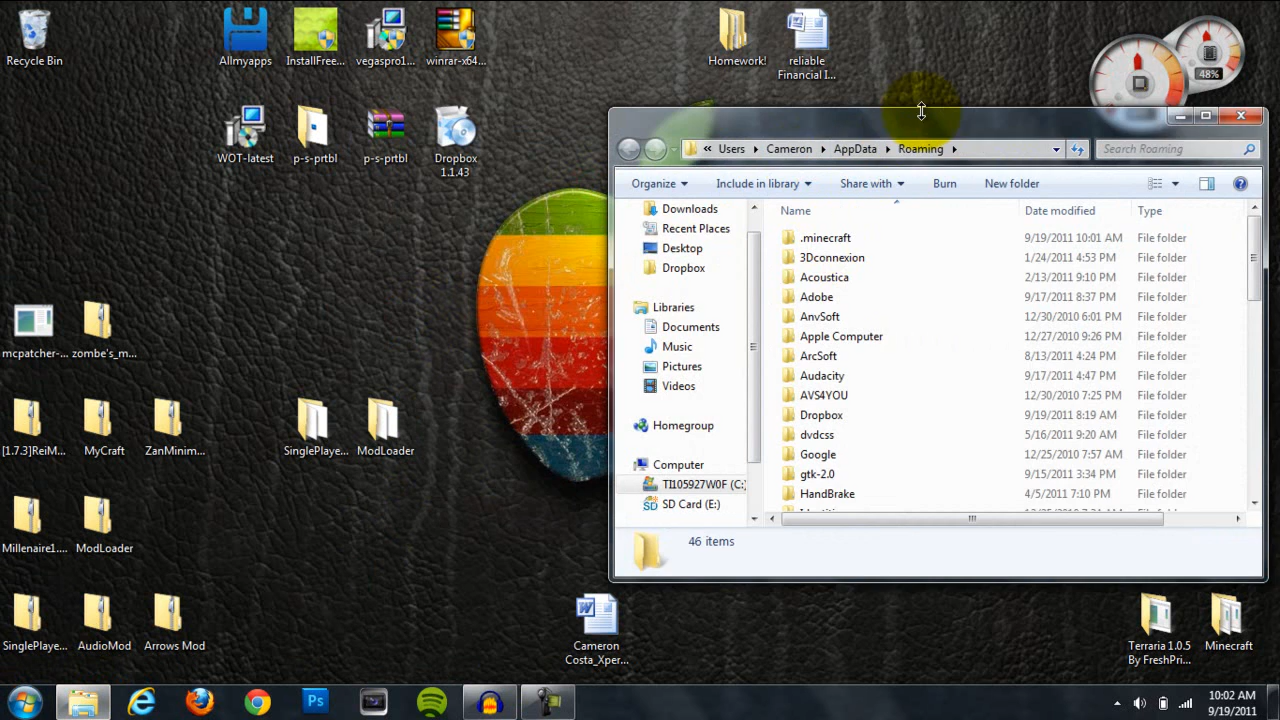 Recycle Bin
Allmyapps
InstallFree...
vegaspro1...
winrar-x64...
Homework!
reliable
Financial I...
48%
WOT-latest
p-s-prtbl
p-s-prtbl
Dropbox
1.1.43
mcpatcher-...
zombe's_m...
[1.7.3]ReiM...
MyCraft
ZanMinim...
SinglePlaye...
ModLoader
Millenaire1....
ModLoader
SinglePlaye...
AudioMod
Arrows Mod
Cameron
Costa_Xper...
Terraria 1.0.5
By FreshPri...
Minecraft
« Users Cameron AppData Roaming
Search Roaming
Organize Include in library Share with Burn New folder
Downloads
Recent Places
Desktop
Dropbox
Libraries
Documents
Music
Pictures
Videos
Homegroup
Computer
TI105927W0F (C:)
SD Card (E:)
Name Date modified Type
.minecraft 9/19/2011 10:01 AM File folder
3Dconnexion 1/24/2011 4:53 PM File folder
Acoustica 2/13/2011 9:10 PM File folder
Adobe 9/17/2011 8:37 PM File folder
AnvSoft 12/30/2010 6:01 PM File folder
Apple Computer 12/27/2010 9:26 PM File folder
ArcSoft 8/13/2011 4:24 PM File folder
Audacity 9/17/2011 4:47 PM File folder
AVS4YOU 12/30/2010 7:25 PM File folder
Dropbox 9/19/2011 8:19 AM File folder
dvdcss 5/16/2011 9:20 AM File folder
Google 12/25/2010 7:57 AM File folder
gtk-2.0 9/15/2011 3:34 PM File folder
HandBrake 4/5/2011 7:10 PM File folder
46 items
Ps
10:02 AM
9/19/2011